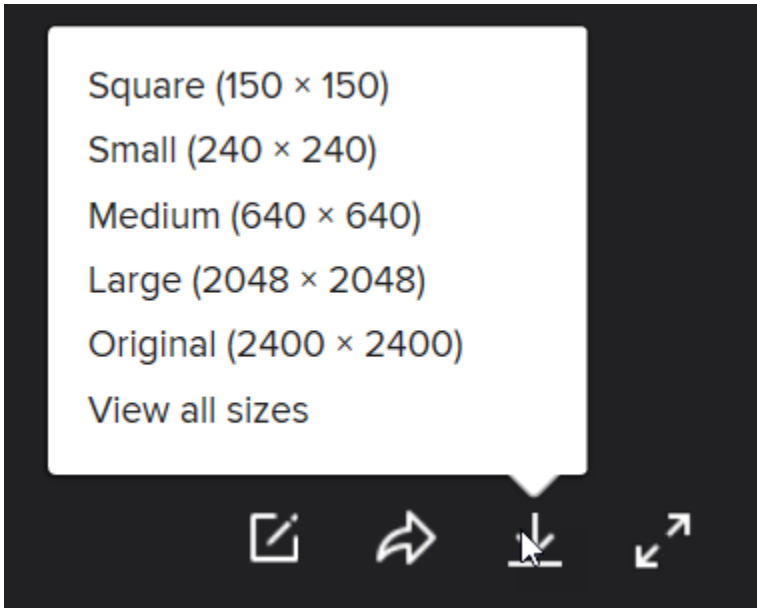 Square (150 × 150)
Small (240 × 240)
Medium (640 × 640)
Large (2048 × 2048)
Original (2400 × 2400)
View all sizes